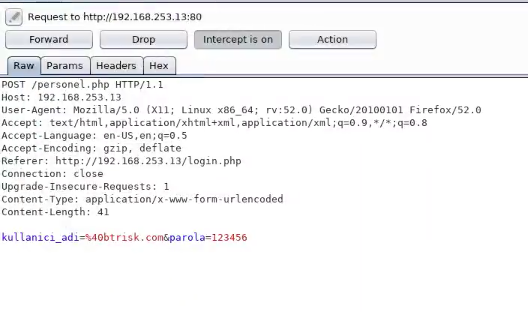 Request to http://192.168.253.13:80
Forward Drop Intercept is on Action
Raw Params Headers Hex
POST /personel.php HTTP/1.1
Host: 192.168.253.13
User-Agent: Mozilla/5.0 (X11; Linux x86_64; rv:52.0) Gecko/20100101 Firefox/52.0
Accept: text/html,application/xhtml+xml,application/xml;q=0.9,*/*;q=0.8
Accept-Language: en-US,en;q=0.5
Accept-Encoding: gzip, deflate
Referer: http://192.168.253.13/login.php
Connection: close
Upgrade-Insecure-Requests: 1
Content-Type: application/x-www-form-urlencoded
Content-Length: 41
kullanici_adi=%40btrisk.com&parola=123456